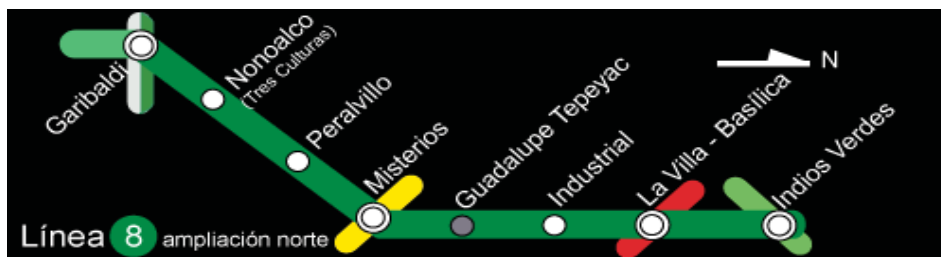 Garibaldi
Nonoalco
(Tres Culturas)
Peralvillo
Misterios
Guadalupe Tepeyac
Industrial
La Villa - Basílica
Indios Verdes
N
Línea 8 ampliación norte